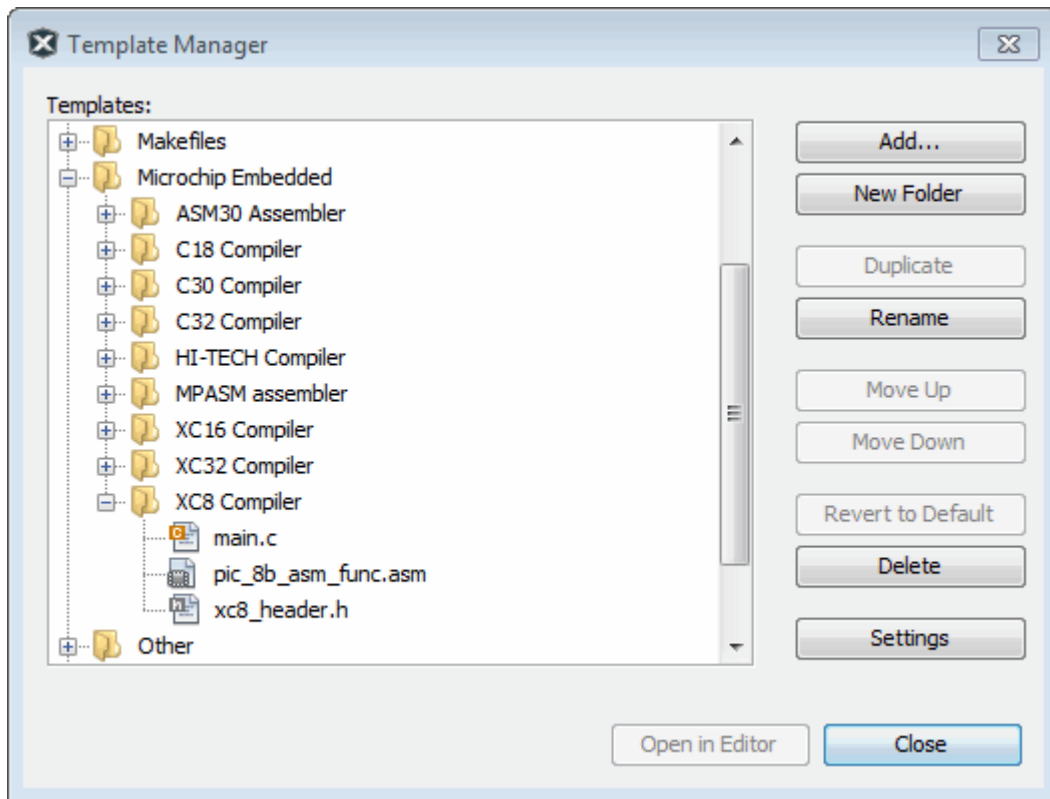 Template Manager
Templates:
Makefiles
Microchip Embedded
ASM30 Assembler
C18 Compiler
C30 Compiler
C32 Compiler
HI-TECH Compiler
MPASM assembler
XC16 Compiler
XC32 Compiler
XC8 Compiler
main.c
pic_8b_asm_func.asm
xc8_header.h
Other
Add...
New Folder
Duplicate
Rename
Move Up
Move Down
Revert to Default
Delete
Settings
Open in Editor
Close